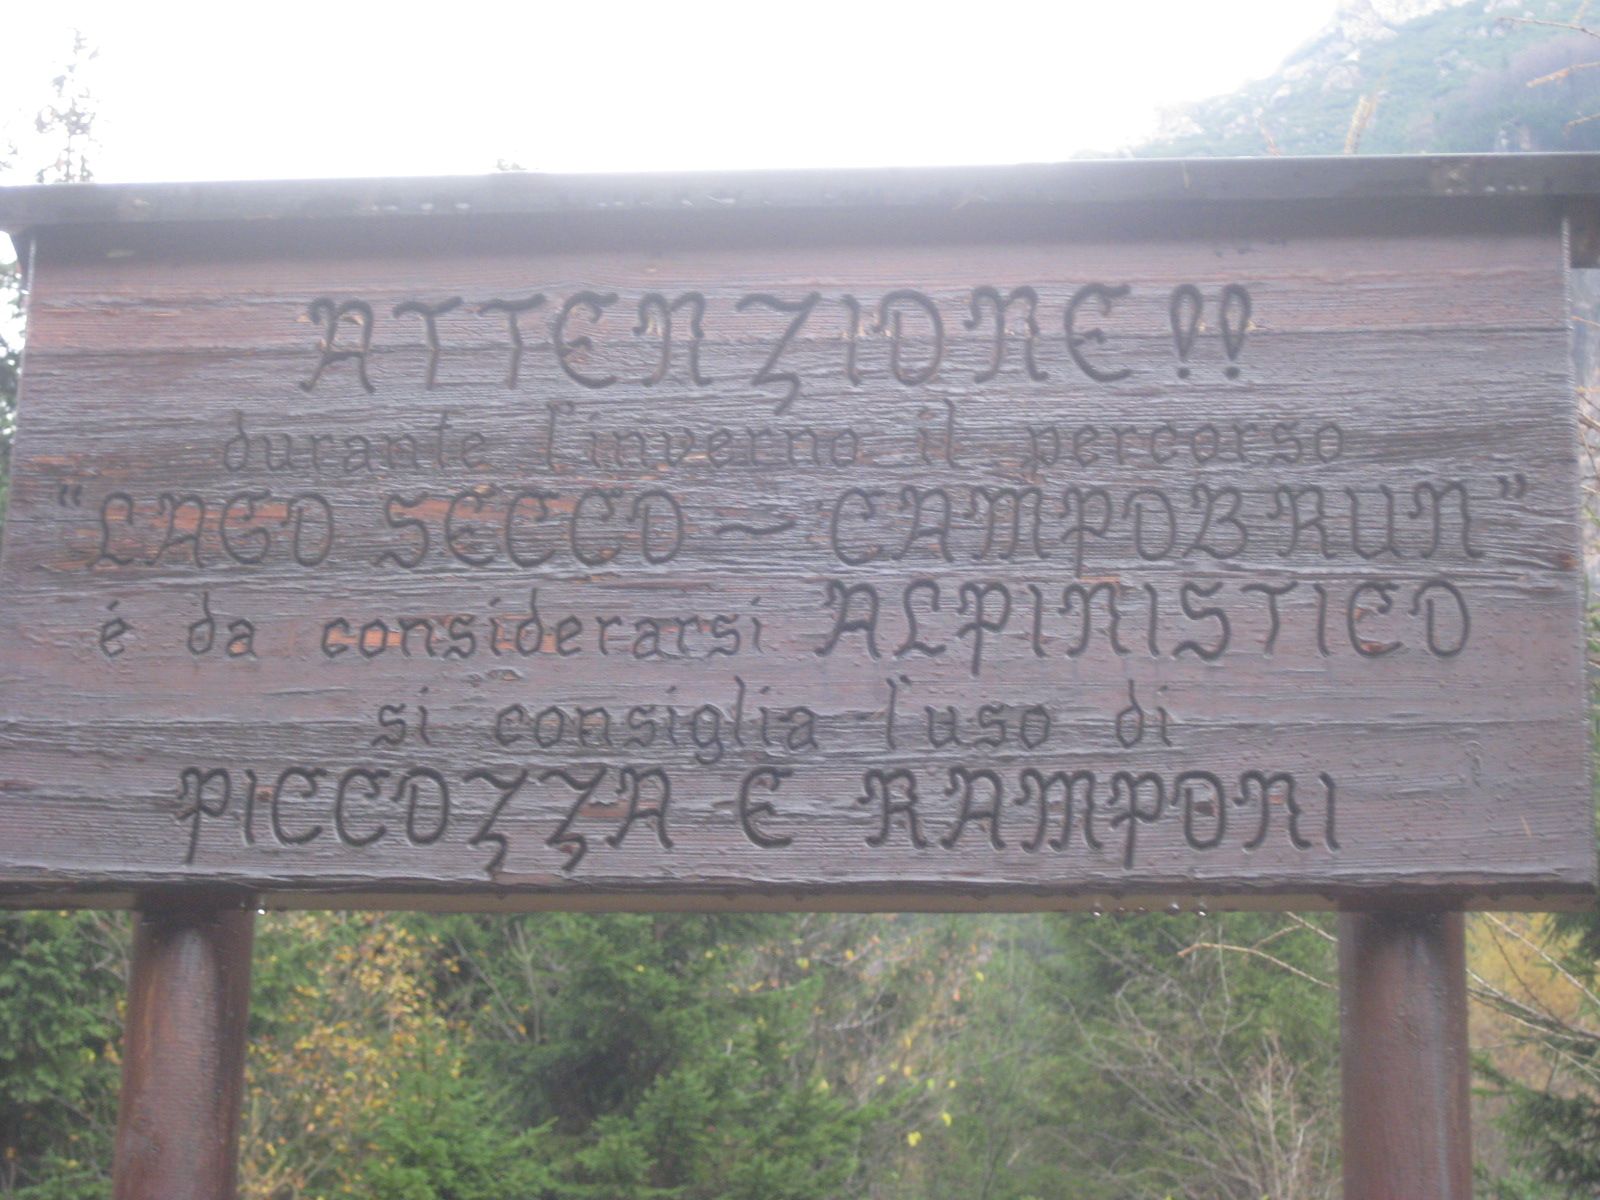 ATTENZIONE!!
durante l'inverno il percorso
"LAGO SECCO - CAMPOBRUN"
é da considerarsi ALPINISTICO
si consiglia l'uso di
PICCOZZA E RAMPONI